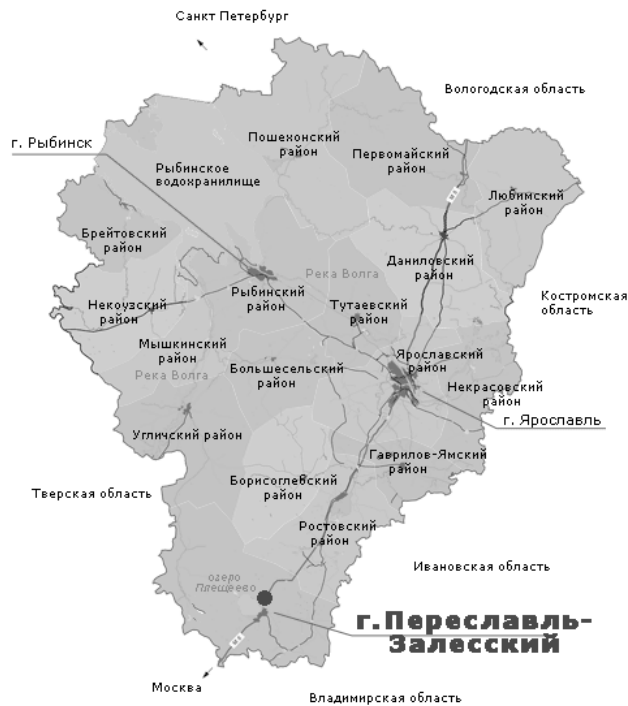 Санкт Петербург
Вологодская область
г. Рыбинск
Пошехонский
район
Первомайский
район
Рыбинское
водохранилище
Любимский
район
Брейтовский
район
Даниловский
район
Река Волга
Рыбинский
район
Тутаевский
район
Костромская
область
Некоузский
район
Мышкинский
район
Ярославский
район
Река Волга
Большесельский
район
Некрасовский
район
г. Ярославль
Угличский район
Гаврилов-Ямский
район
Борисоглебский
район
Тверская область
Ростовский
район
Ивановская область
озеро
Плещеево
г.Переславль-
Залесский
Москва
Владимирская область